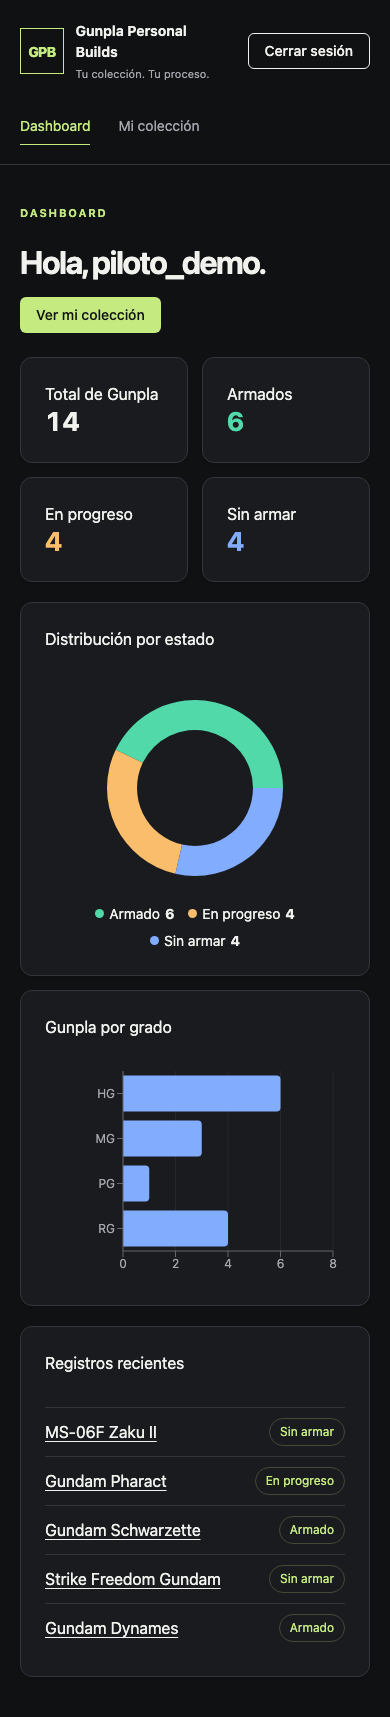 GPB
Gunpla Personal
Builds
Tu colección. Tu proceso.
Cerrar sesión
Dashboard
Mi colección
DASHBOARD
Hola, piloto_demo.
Ver mi colección
Total de Gunpla
14
Armados
6
En progreso
4
Sin armar
4
Distribución por estado
Armado 6
En progreso 4
Sin armar 4
Gunpla por grado
HG
MG
PG
RG
0 2 4 6 8
Registros recientes
MS-06F Zaku II
Sin armar
Gundam Pharact
En progreso
Gundam Schwarzette
Armado
Strike Freedom Gundam
Sin armar
Gundam Dynames
Armado